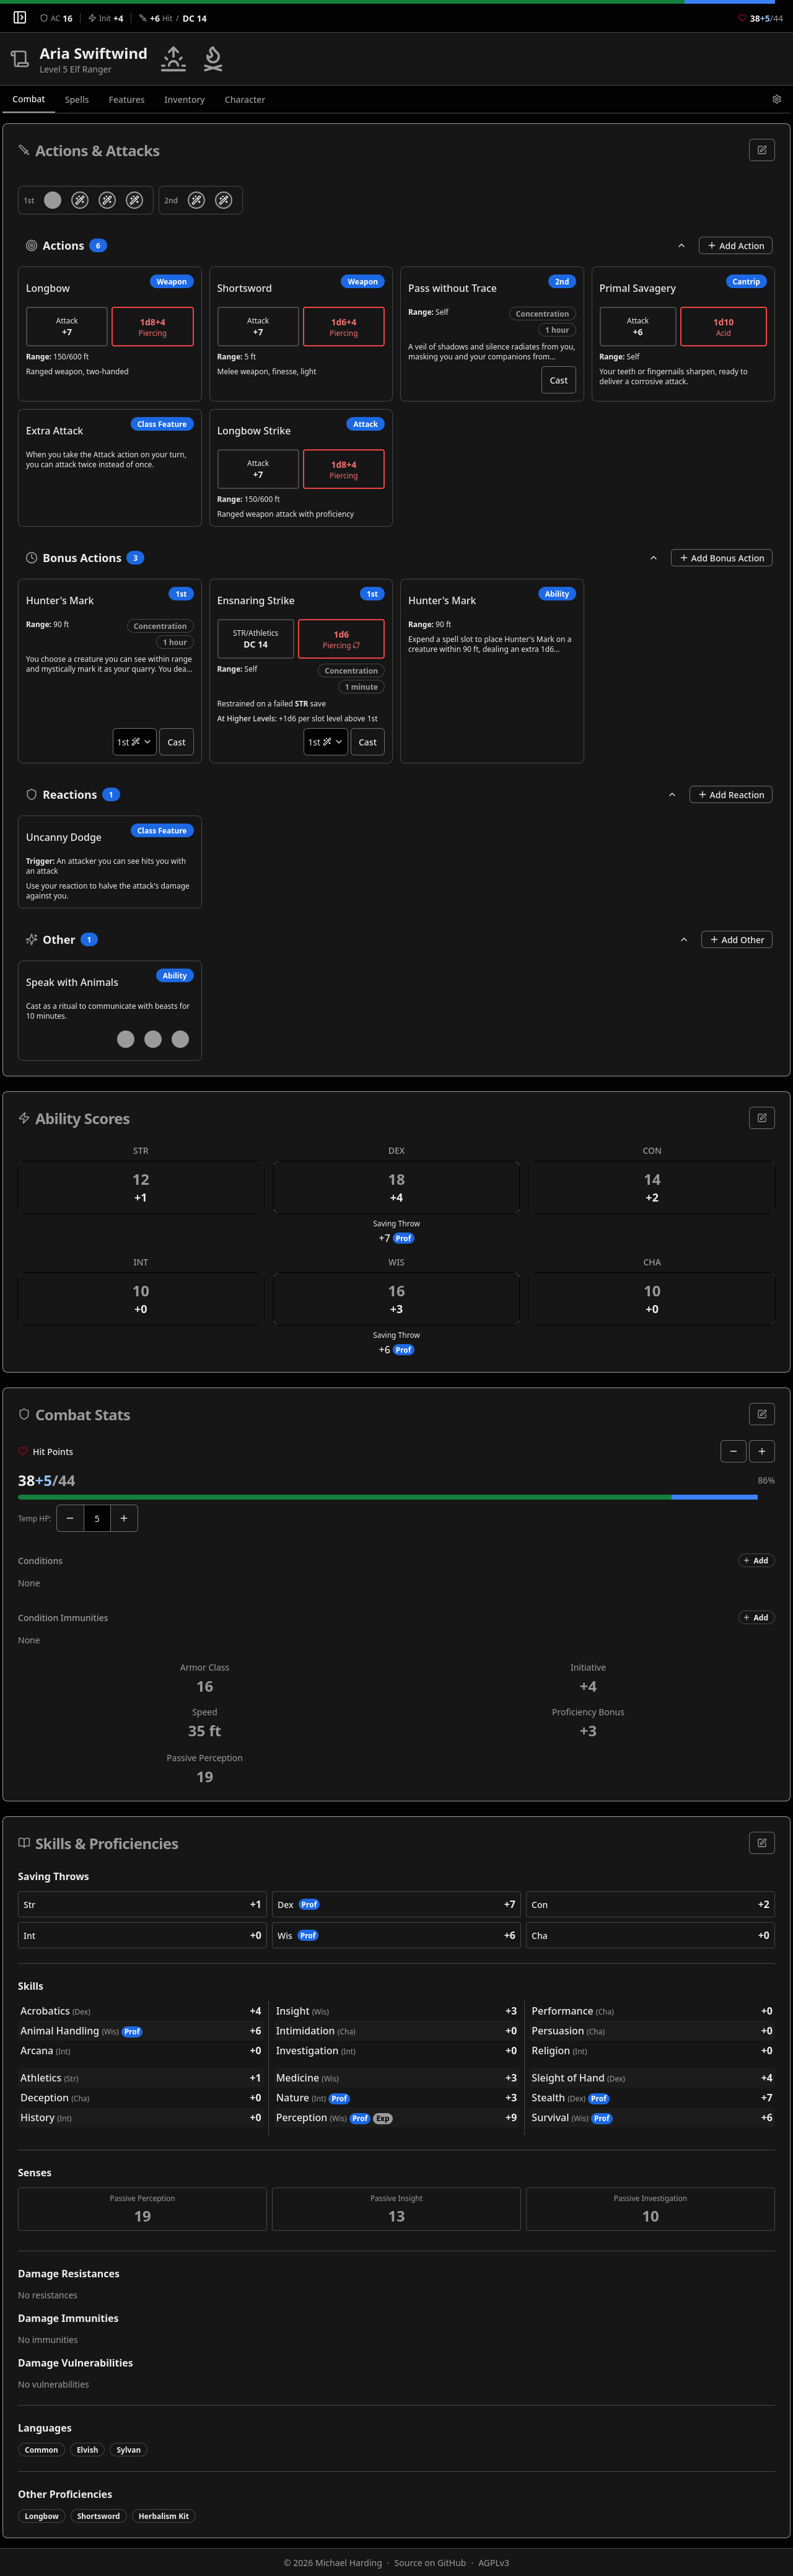 AC 16 Init +4 +6 Hit / DC 14 38+5/44
Aria Swiftwind
Level 5 Elf Ranger
Combat Spells Features Inventory Character
Actions & Attacks
1st 2nd
Actions 6 + Add Action
Longbow Weapon
Attack
+7
1d8+4
Piercing
Range: 150/600 ft
Ranged weapon, two-handed
Shortsword Weapon
Attack
+7
1d6+4
Piercing
Range: 5 ft
Melee weapon, finesse, light
Pass without Trace 2nd
Range: Self Concentration
1 hour
A veil of shadows and silence radiates from you,
masking you and your companions from...
Cast
Primal Savagery Cantrip
Attack
+6
1d10
Acid
Range: Self
Your teeth or fingernails sharpen, ready to
deliver a corrosive attack.
Extra Attack Class Feature
When you take the Attack action on your turn,
you can attack twice instead of once.
Longbow Strike Attack
Attack
+7
1d8+4
Piercing
Range: 150/600 ft
Ranged weapon attack with proficiency
Bonus Actions 3 + Add Bonus Action
Hunter's Mark 1st
Range: 90 ft Concentration
1 hour
You choose a creature you can see within range
and mystically mark it as your quarry. You dea...
1st Cast
Ensnaring Strike 1st
STR/Athletics
DC 14
1d6
Piercing
Range: Self Concentration
1 minute
Restrained on a failed STR save
At Higher Levels: +1d6 per slot level above 1st
1st Cast
Hunter's Mark Ability
Range: 90 ft
Expend a spell slot to place Hunter's Mark on a
creature within 90 ft, dealing an extra 1d6...
Reactions 1 + Add Reaction
Uncanny Dodge Class Feature
Trigger: An attacker you can see hits you with
an attack
Use your reaction to halve the attack's damage
against you.
Other 1 + Add Other
Speak with Animals Ability
Cast as a ritual to communicate with beasts for
10 minutes.
Ability Scores
STR DEX CON
12 18 14
+1 +4 +2
Saving Throw
+7 Prof
INT WIS CHA
10 16 10
+0 +3 +0
Saving Throw
+6 Prof
Combat Stats
Hit Points − +
38+5/44 86%
Temp HP: − 5 +
Conditions + Add
None
Condition Immunities + Add
None
Armor Class Initiative
16 +4
Speed Proficiency Bonus
35 ft +3
Passive Perception
19
Skills & Proficiencies
Saving Throws
Str +1 Dex Prof +7 Con +2
Int +0 Wis Prof +6 Cha +0
Skills
Acrobatics (Dex) +4 Insight (Wis) +3 Performance (Cha) +0
Animal Handling (Wis) Prof +6 Intimidation (Cha) +0 Persuasion (Cha) +0
Arcana (Int) +0 Investigation (Int) +0 Religion (Int) +0
Athletics (Str) +1 Medicine (Wis) +3 Sleight of Hand (Dex) +4
Deception (Cha) +0 Nature (Int) Prof +3 Stealth (Dex) Prof +7
History (Int) +0 Perception (Wis) Prof Exp +9 Survival (Wis) Prof +6
Senses
Passive Perception Passive Insight Passive Investigation
19 13 10
Damage Resistances
No resistances
Damage Immunities
No immunities
Damage Vulnerabilities
No vulnerabilities
Languages
Common Elvish Sylvan
Other Proficiencies
Longbow Shortsword Herbalism Kit
© 2026 Michael Harding · Source on GitHub · AGPLv3